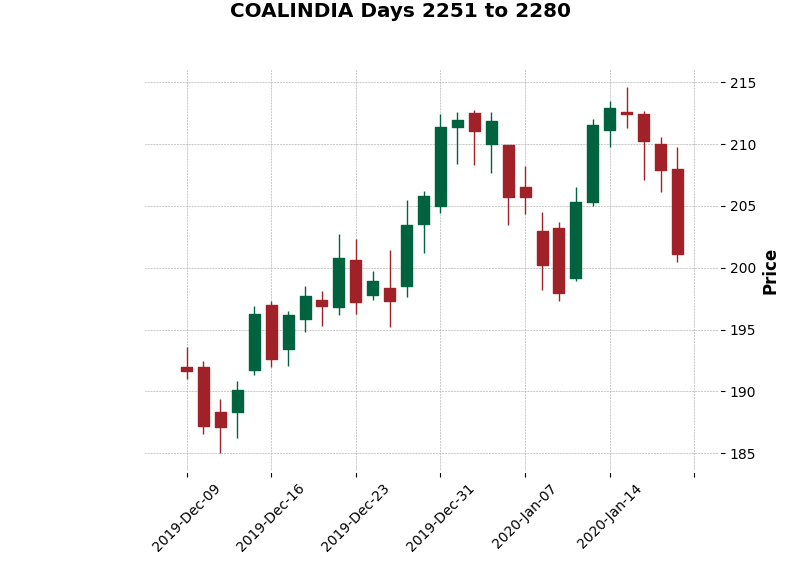 COALINDIA Days 2251 to 2280
215
210
205
200
195
190
185
Price
2019-Dec-09
2019-Dec-16
2019-Dec-23
2019-Dec-31
2020-Jan-07
2020-Jan-14